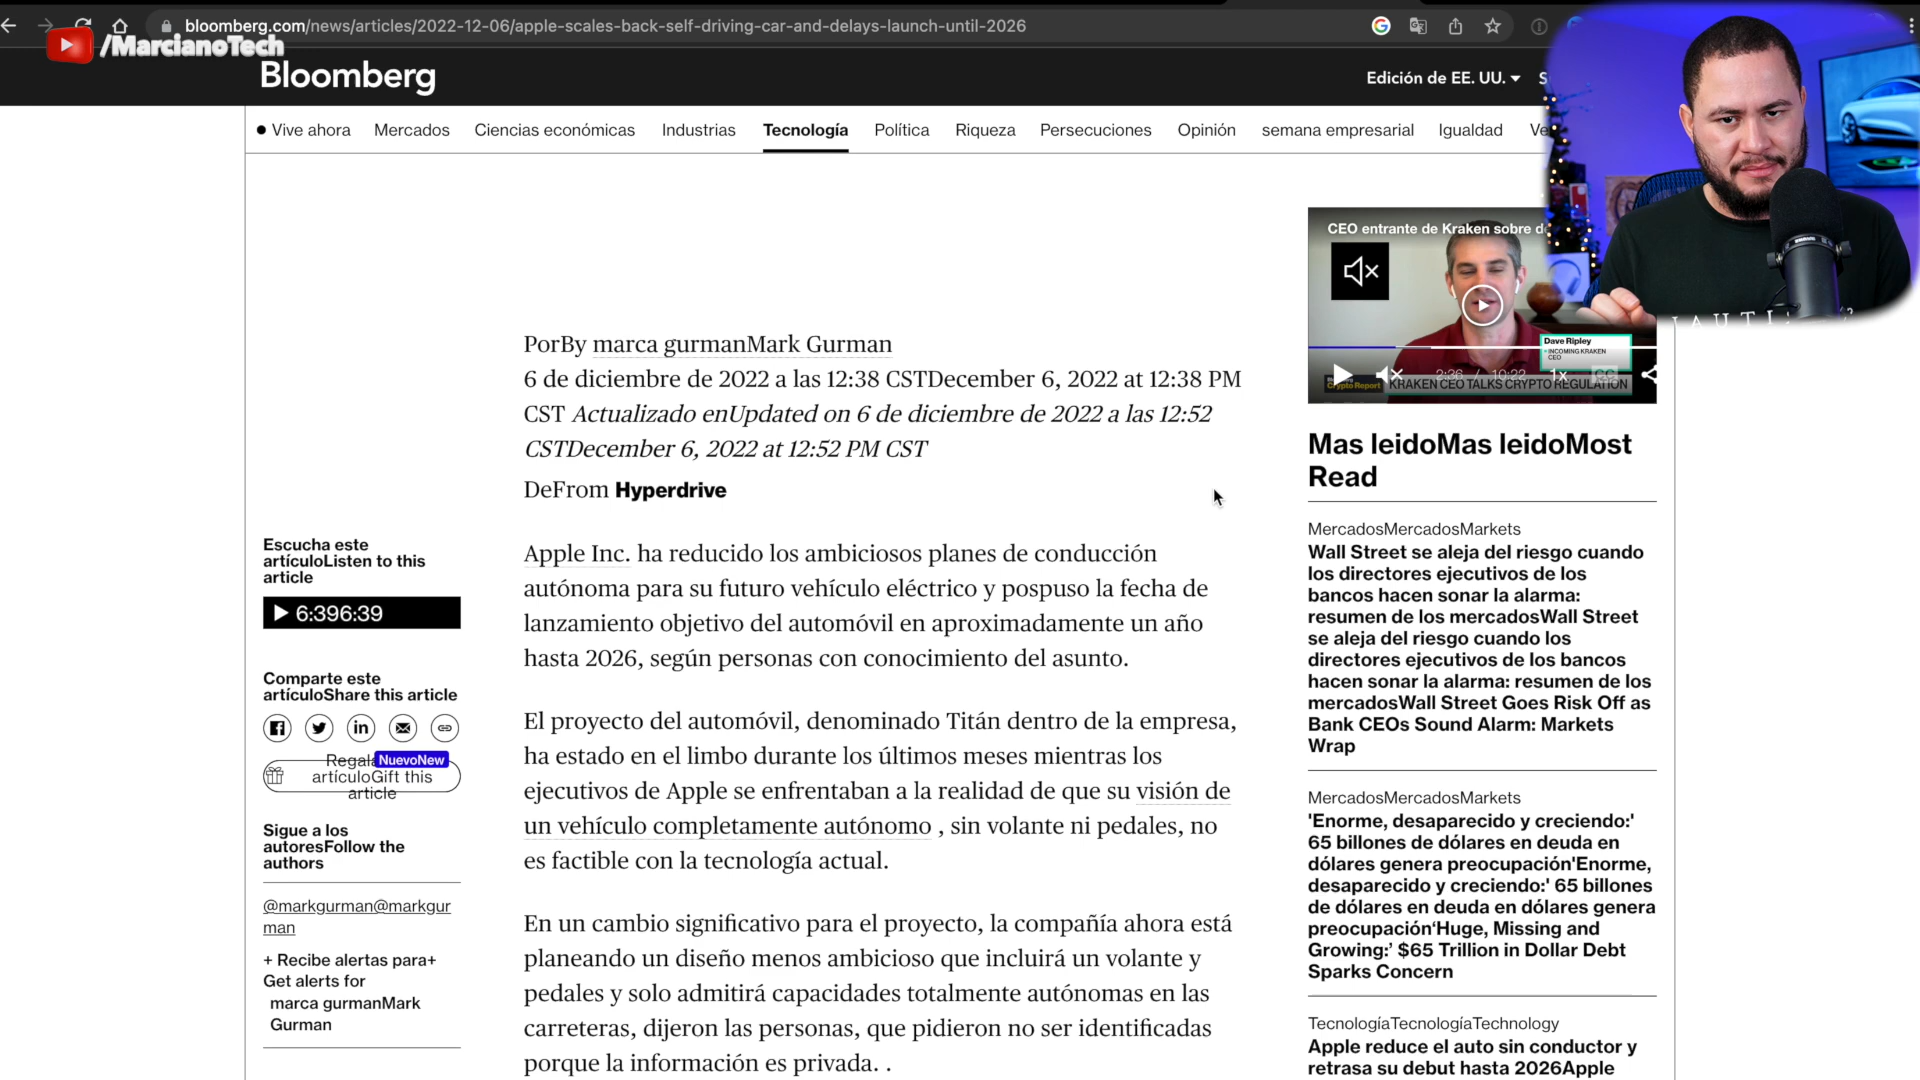 bloomberg.com/news/articles/2022-12-06/apple-scales-back-self-driving-car-and-delays-launch-until-2026
/MarcianoTech
Bloomberg
Edición de EE. UU.
S
Vive ahora
Mercados
Ciencias económicas
Industrias
Tecnología
Política
Riqueza
Persecuciones
Opinión
semana empresarial
Igualdad
Ve
PorBy marca gurmanMark Gurman
6 de diciembre de 2022 a las 12:38 CSTDecember 6, 2022 at 12:38 PM
CST Actualizado enUpdated on 6 de diciembre de 2022 a las 12:52
CSTDecember 6, 2022 at 12:52 PM CST
DeFrom Hyperdrive
Escucha este
artículoListen to this
article
6:396:39
Comparte este
artículoShare this article
NuevoNew
Regala
artículoGift this
article
Sigue a los
autoresFollow the
authors
@markgurman@markgur
man
+ Recibe alertas para+
Get alerts for
marca gurmanMark
Gurman
Apple Inc. ha reducido los ambiciosos planes de conducción
autónoma para su futuro vehículo eléctrico y pospuso la fecha de
lanzamiento objetivo del automóvil en aproximadamente un año
hasta 2026, según personas con conocimiento del asunto.
El proyecto del automóvil, denominado Titán dentro de la empresa,
ha estado en el limbo durante los últimos meses mientras los
ejecutivos de Apple se enfrentaban a la realidad de que su visión de
un vehículo completamente autónomo , sin volante ni pedales, no
es factible con la tecnología actual.
En un cambio significativo para el proyecto, la compañía ahora está
planeando un diseño menos ambicioso que incluirá un volante y
pedales y solo admitirá capacidades totalmente autónomas en las
carreteras, dijeron las personas, que pidieron no ser identificadas
porque la información es privada. .
CEO entrante de Kraken sobre d
Dave Ripley
INCOMING KRAKEN
CEO
2:36 / 10:22
1x
CC
Crypto Report
KRAKEN CEO TALKS CRYPTO REGULATION
Mas leidoMas leidoMost
Read
MercadosMercadosMarkets
Wall Street se aleja del riesgo cuando
los directores ejecutivos de los
bancos hacen sonar la alarma:
resumen de los mercadosWall Street
se aleja del riesgo cuando los
directores ejecutivos de los bancos
hacen sonar la alarma: resumen de los
mercadosWall Street Goes Risk Off as
Bank CEOs Sound Alarm: Markets
Wrap
MercadosMercadosMarkets
'Enorme, desaparecido y creciendo:'
65 billones de dólares en deuda en
dólares genera preocupación'Enorme,
desaparecido y creciendo:' 65 billones
de dólares en deuda en dólares genera
preocupación‘Huge, Missing and
Growing:’ $65 Trillion in Dollar Debt
Sparks Concern
TecnologíaTecnologíaTechnology
Apple reduce el auto sin conductor y
retrasa su debut hasta 2026Apple